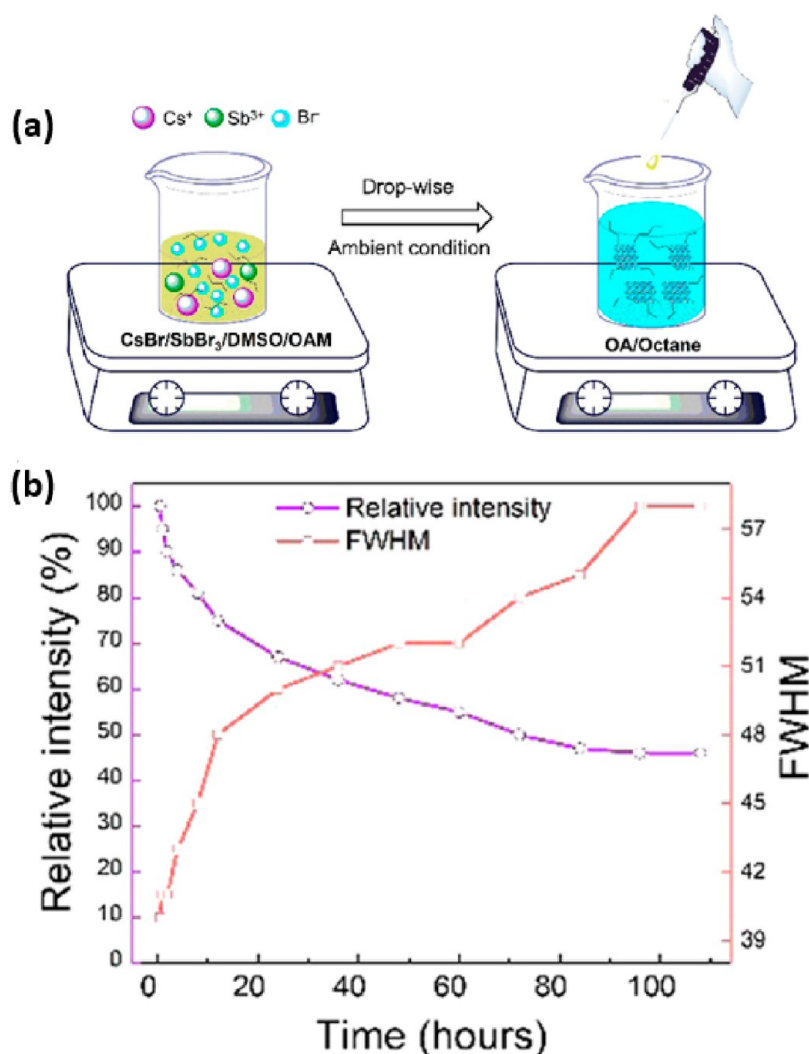 (a)
Cs⁺ Sb³⁺ Br⁻
Drop-wise
Ambient condition
CsBr/SbBr₃/DMSO/OAM
OA/Octane
(b)
Relative intensity (%)
100
90
80
70
60
50
40
30
20
10
0
Relative intensity
FWHM
57
54
51
48
45
42
39
FWHM
0 20 40 60 80 100
Time (hours)